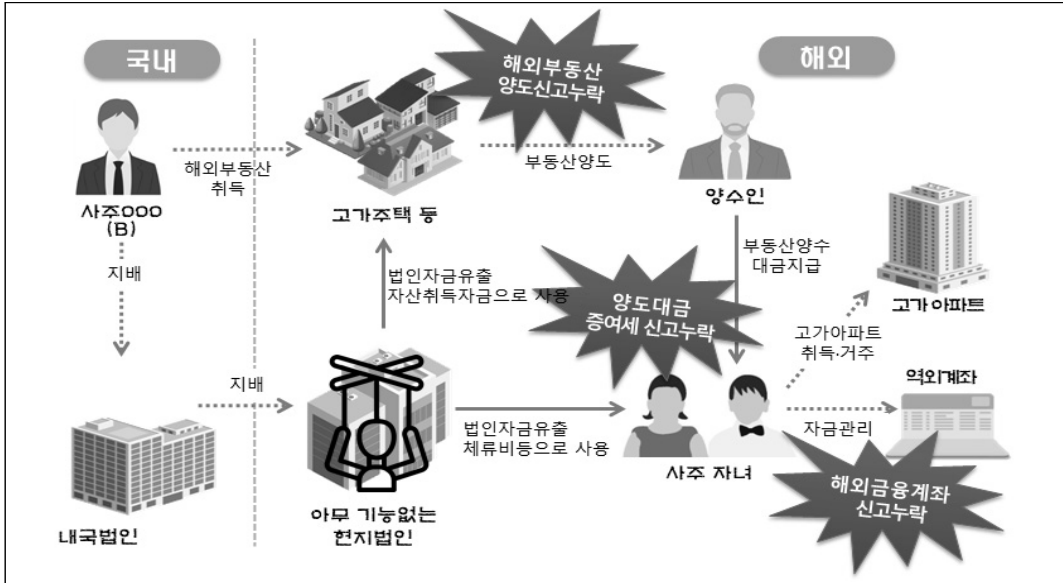 국내
해외
해외부동산
양도신고누락
해외부동산
취득
부동산양도
사주OOO
(B)
고가주택 등
양수인
지배
법인자금유출
자산취득자금으로 사용
부동산양수
대금지급
양도대금
증여세 신고누락
고가 아파트
고가아파트
취득·거주
지배
역외계좌
법인자금유출
체류비등으로 사용
자금관리
사주 자녀
내국법인
아무 기능없는
현지법인
해외금융계좌
신고누락